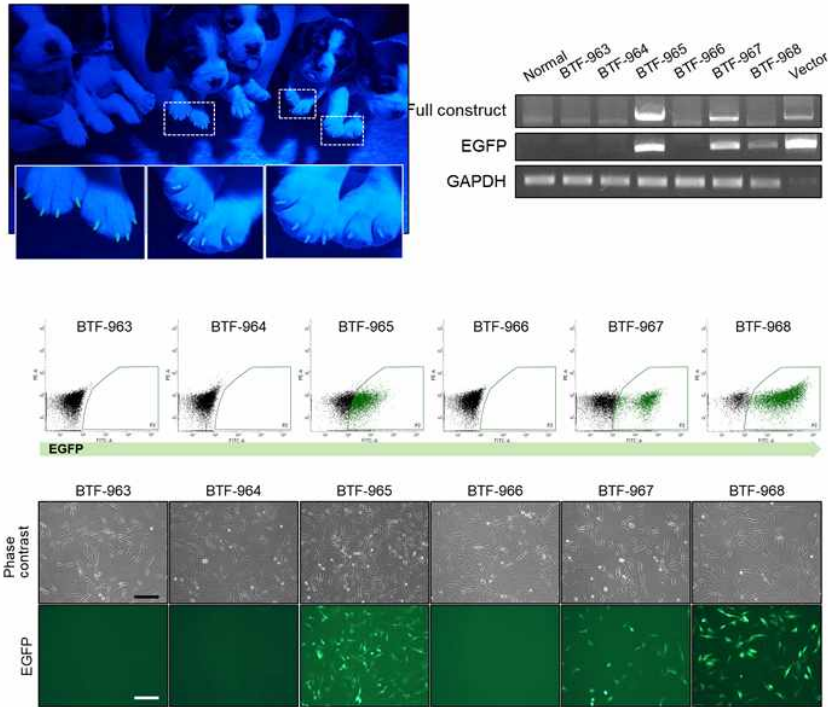 Normal BTF-963 BTF-964 BTF-965 BTF-966 BTF-967 BTF-968 Vector
Full construct
EGFP
GAPDH
BTF-963 BTF-964 BTF-965 BTF-966 BTF-967 BTF-968
EGFP
BTF-963 BTF-964 BTF-965 BTF-966 BTF-967 BTF-968
Phase contrast
EGFP